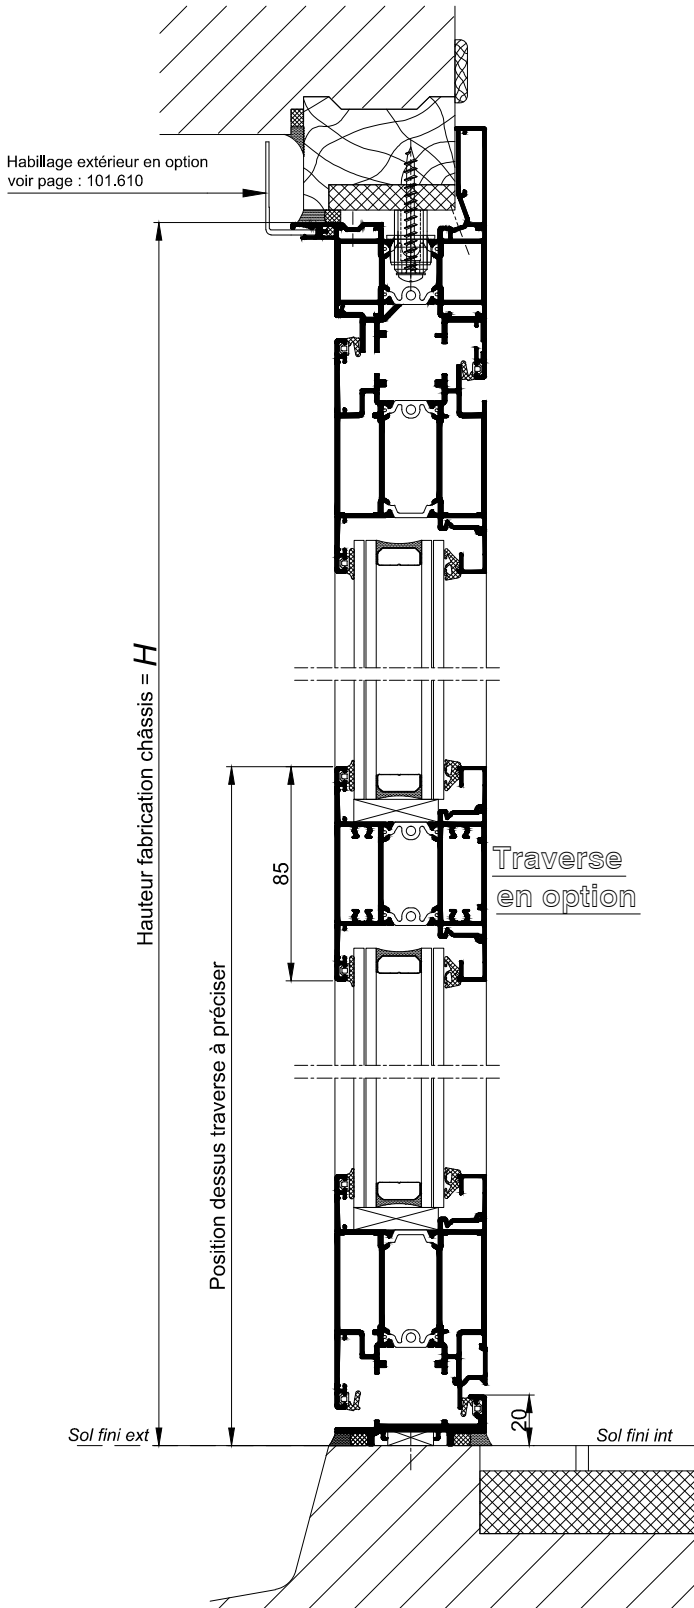 Habillage extérieur en option
voir page : 101.610
Hauteur fabrication châssis = H
85
Traverse
en option
Position dessus traverse à préciser
20
Sol fini ext
Sol fini int